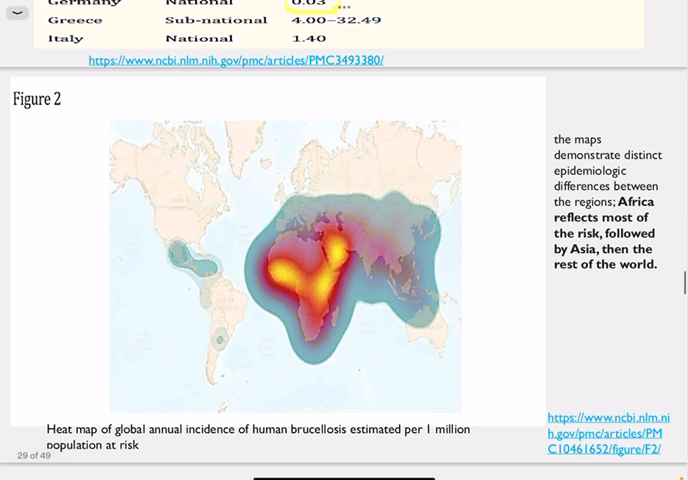 Germany National 0.03 ...
Greece Sub-national 4.00–32.49
Italy National 1.40
https://www.ncbi.nlm.nih.gov/pmc/articles/PMC3493380/
Figure 2
the maps
demonstrate distinct
epidemiologic
differences between
the regions; Africa
reflects most of
the risk, followed
by Asia, then the
rest of the world.
https://www.ncbi.nlm.ni
h.gov/pmc/articles/PM
C10461652/figure/F2/
Heat map of global annual incidence of human brucellosis estimated per 1 million
population at risk
29 of 49